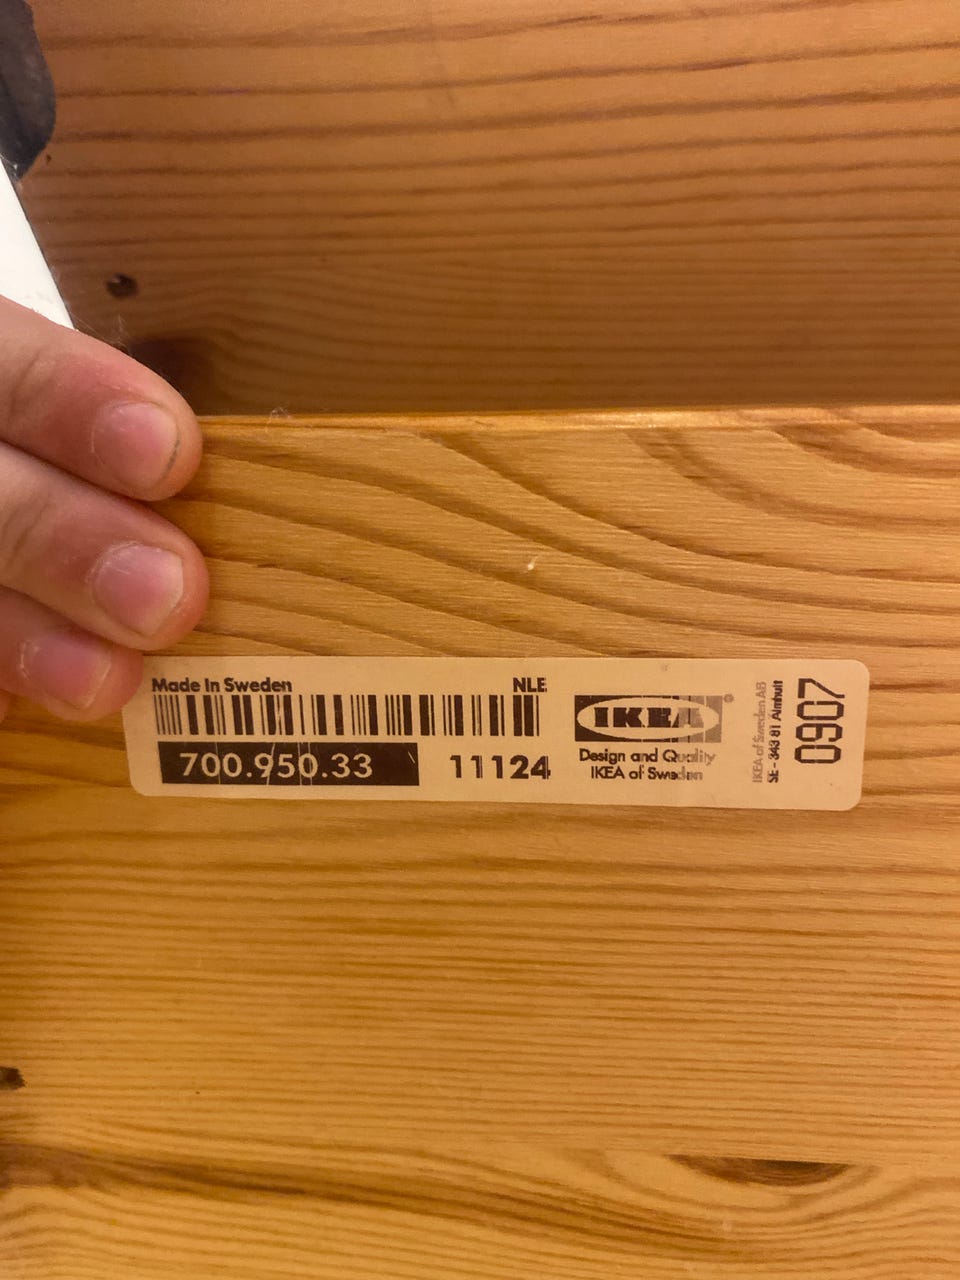 Made In Sweden NLE
700.950.33 11124
IKEA®
Design and Quality
IKEA of Sweden
IKEA of Sweden AB
SE - 343 81 Älmhult
0907